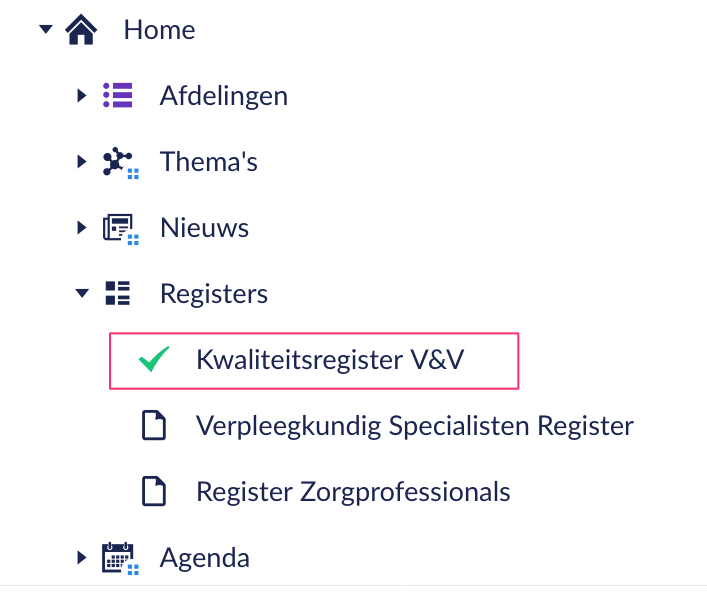 Home
Afdelingen
Thema's
Nieuws
Registers
Kwaliteitsregister V&V
Verpleegkundig Specialisten Register
Register Zorgprofessionals
Agenda